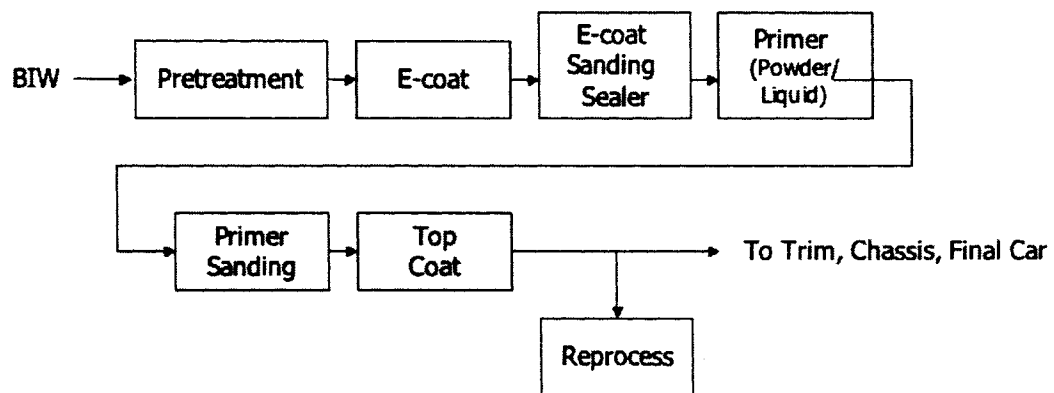 BIW
Pretreatment
E-coat
E-coat
Sanding
Sealer
Primer
(Powder/
Liquid)
Primer
Sanding
Top
Coat
To Trim, Chassis, Final Car
Reprocess